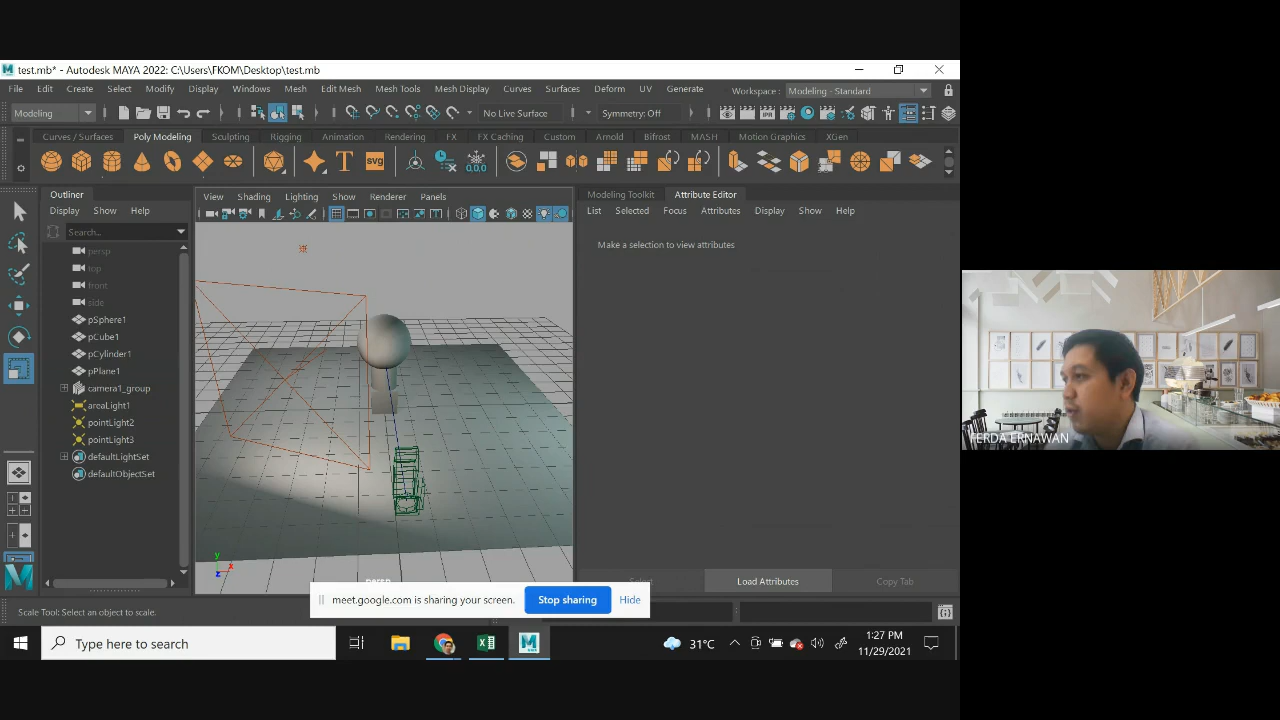 test.mb* - Autodesk MAYA 2022: C:\Users\FKOM\Desktop\test.mb
File Edit Create Select Modify Display Windows Mesh Edit Mesh Mesh Tools Mesh Display Curves Surfaces Deform UV Generate Workspace : Modeling - Standard
Modeling No Live Surface Symmetry: Off
Curves / Surfaces Poly Modeling Sculpting Rigging Animation Rendering FX FX Caching Custom Arnold Bifrost MASH Motion Graphics XGen
T svg 0,0,0
Outliner
Display Show Help
Search...
persp
top
front
side
pSphere1
pCube1
pCylinder1
pPlane1
camera1_group
areaLight1
pointLight2
pointLight3
defaultLightSet
defaultObjectSet
View Shading Lighting Show Renderer Panels
y
x
z
persp
Modeling Toolkit Attribute Editor
List Selected Focus Attributes Display Show Help
Make a selection to view attributes
Select Load Attributes Copy Tab
Scale Tool: Select an object to scale.
meet.google.com is sharing your screen. Stop sharing Hide
Type here to search
31°C
1:27 PM
11/29/2021
FERDA ERNAWAN